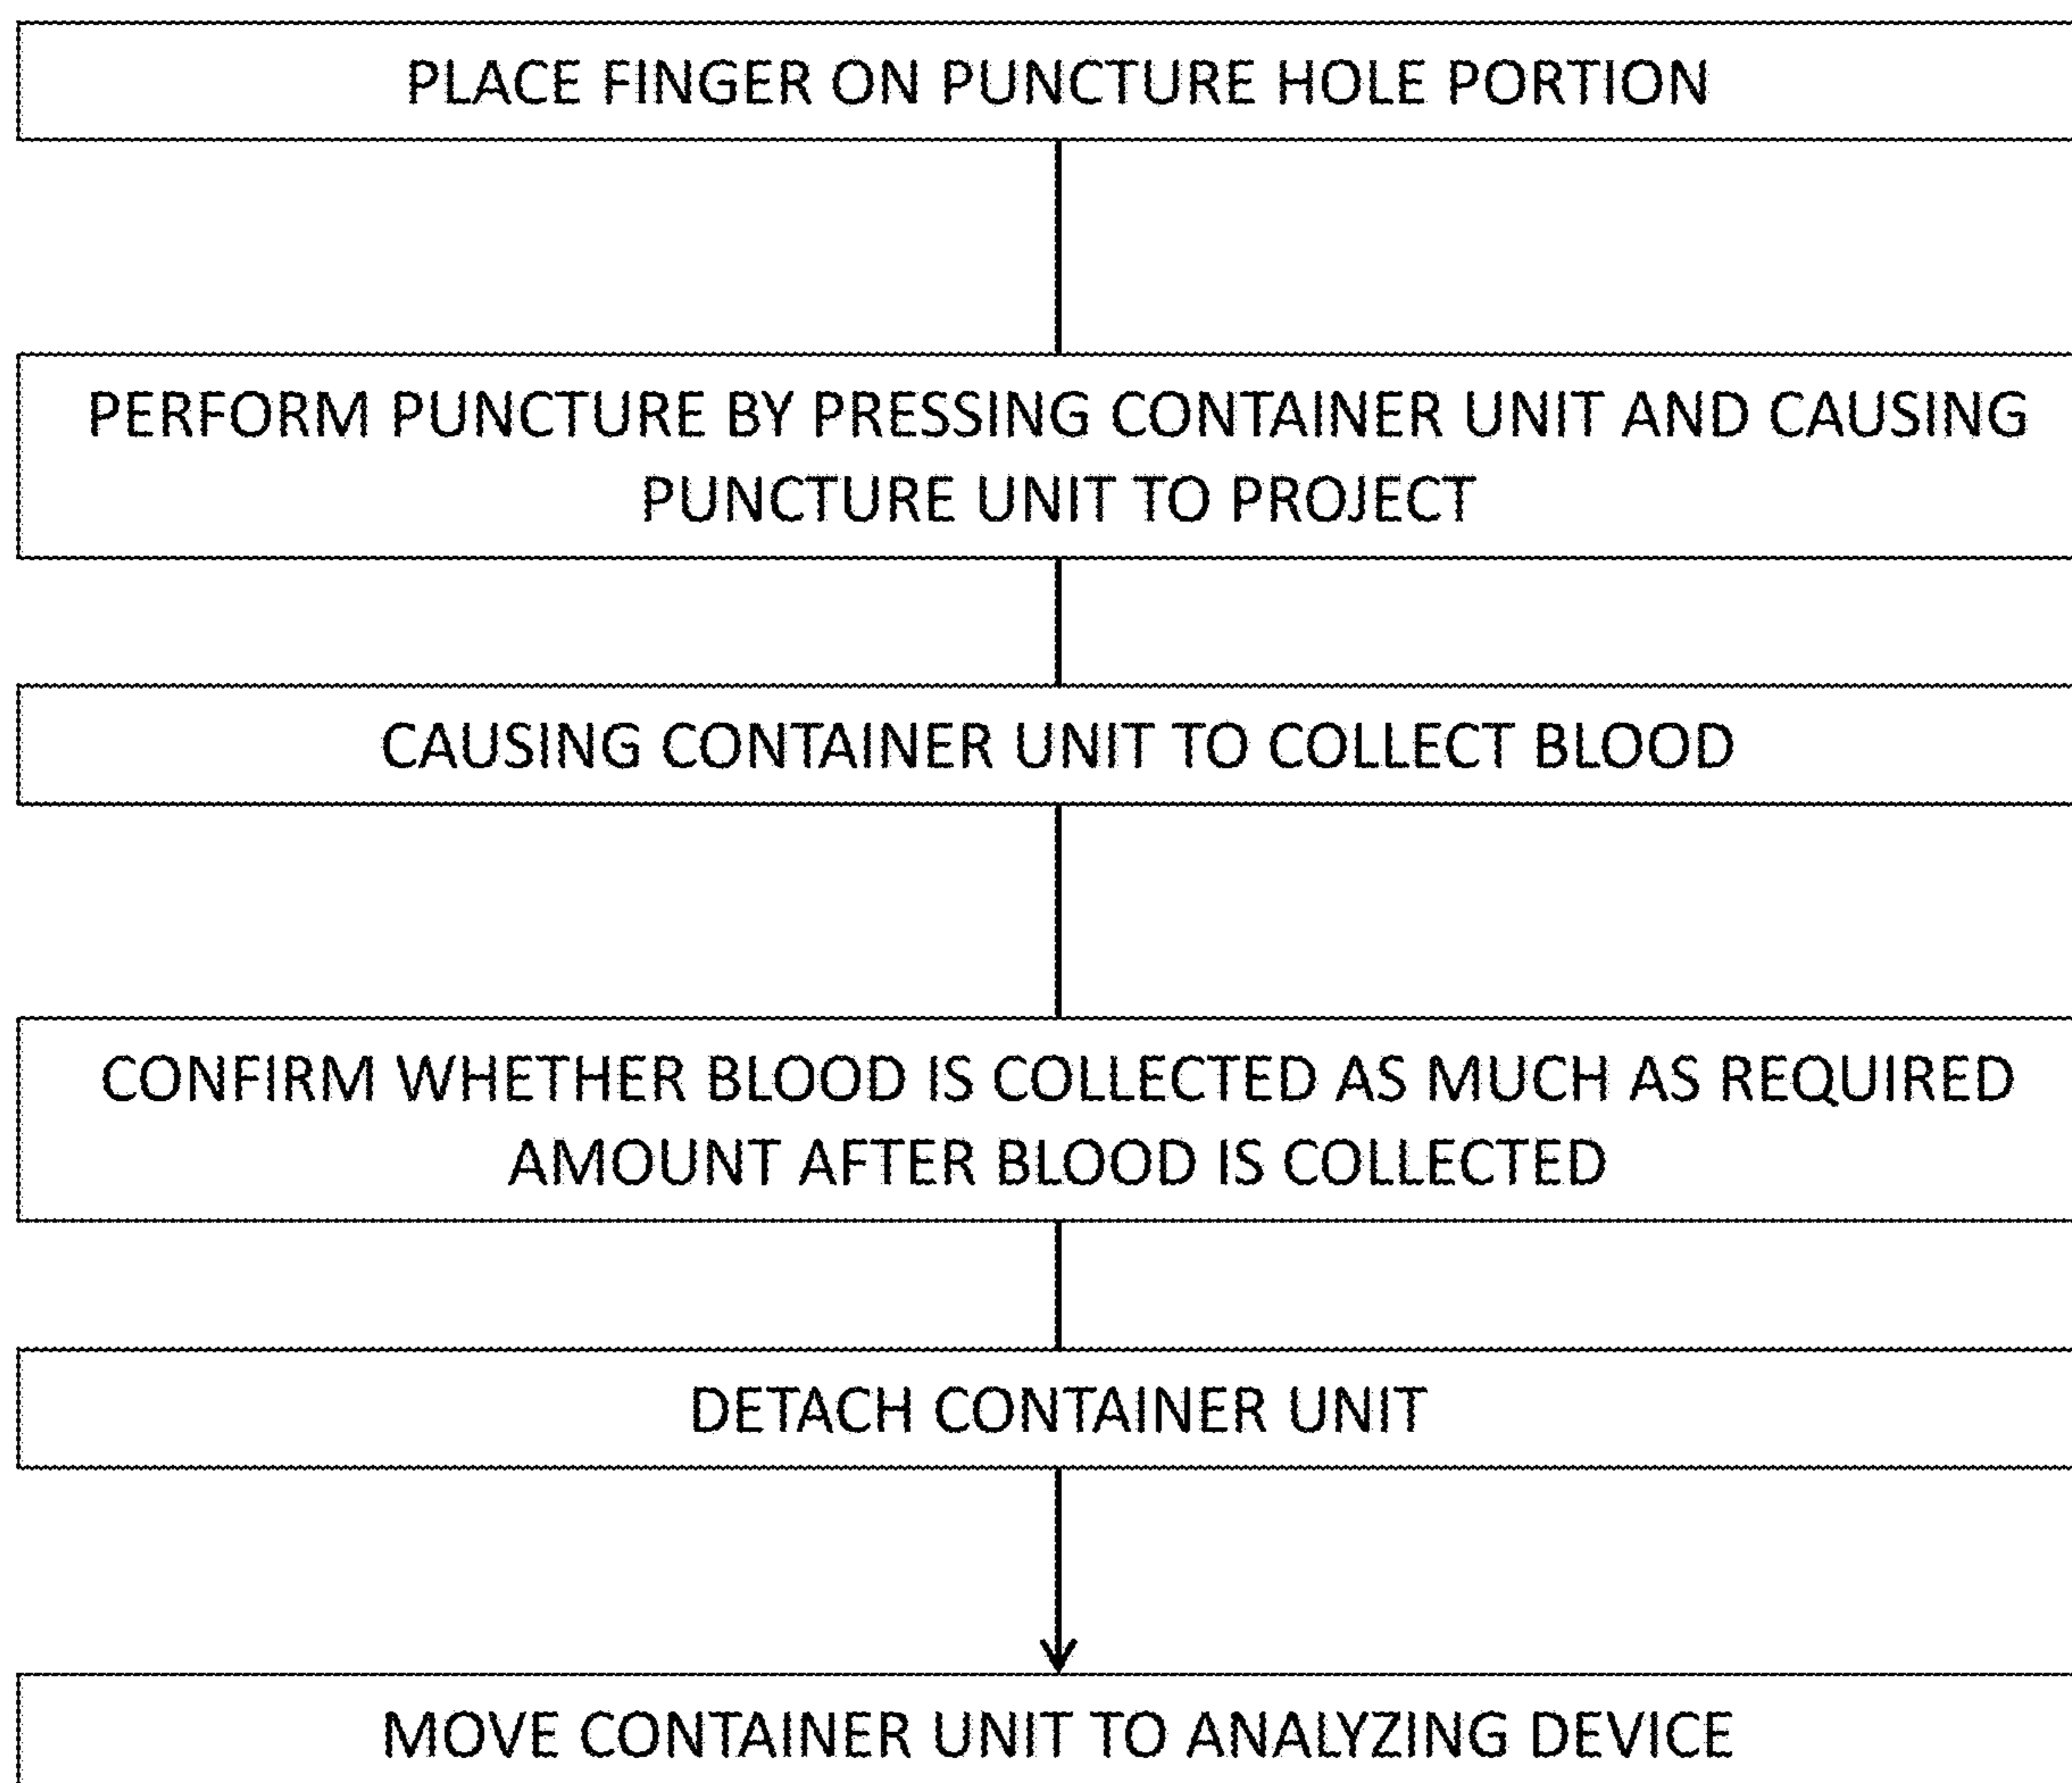 PLACE FINGER ON PUNCTURE HOLE PORTION
PERFORM PUNCTURE BY PRESSING CONTAINER UNIT AND CAUSING
PUNCTURE UNIT TO PROJECT
CAUSING CONTAINER UNIT TO COLLECT BLOOD
CONFIRM WHETHER BLOOD IS COLLECTED AS MUCH AS REQUIRED
AMOUNT AFTER BLOOD IS COLLECTED
DETACH CONTAINER UNIT
MOVE CONTAINER UNIT TO ANALYZING DEVICE